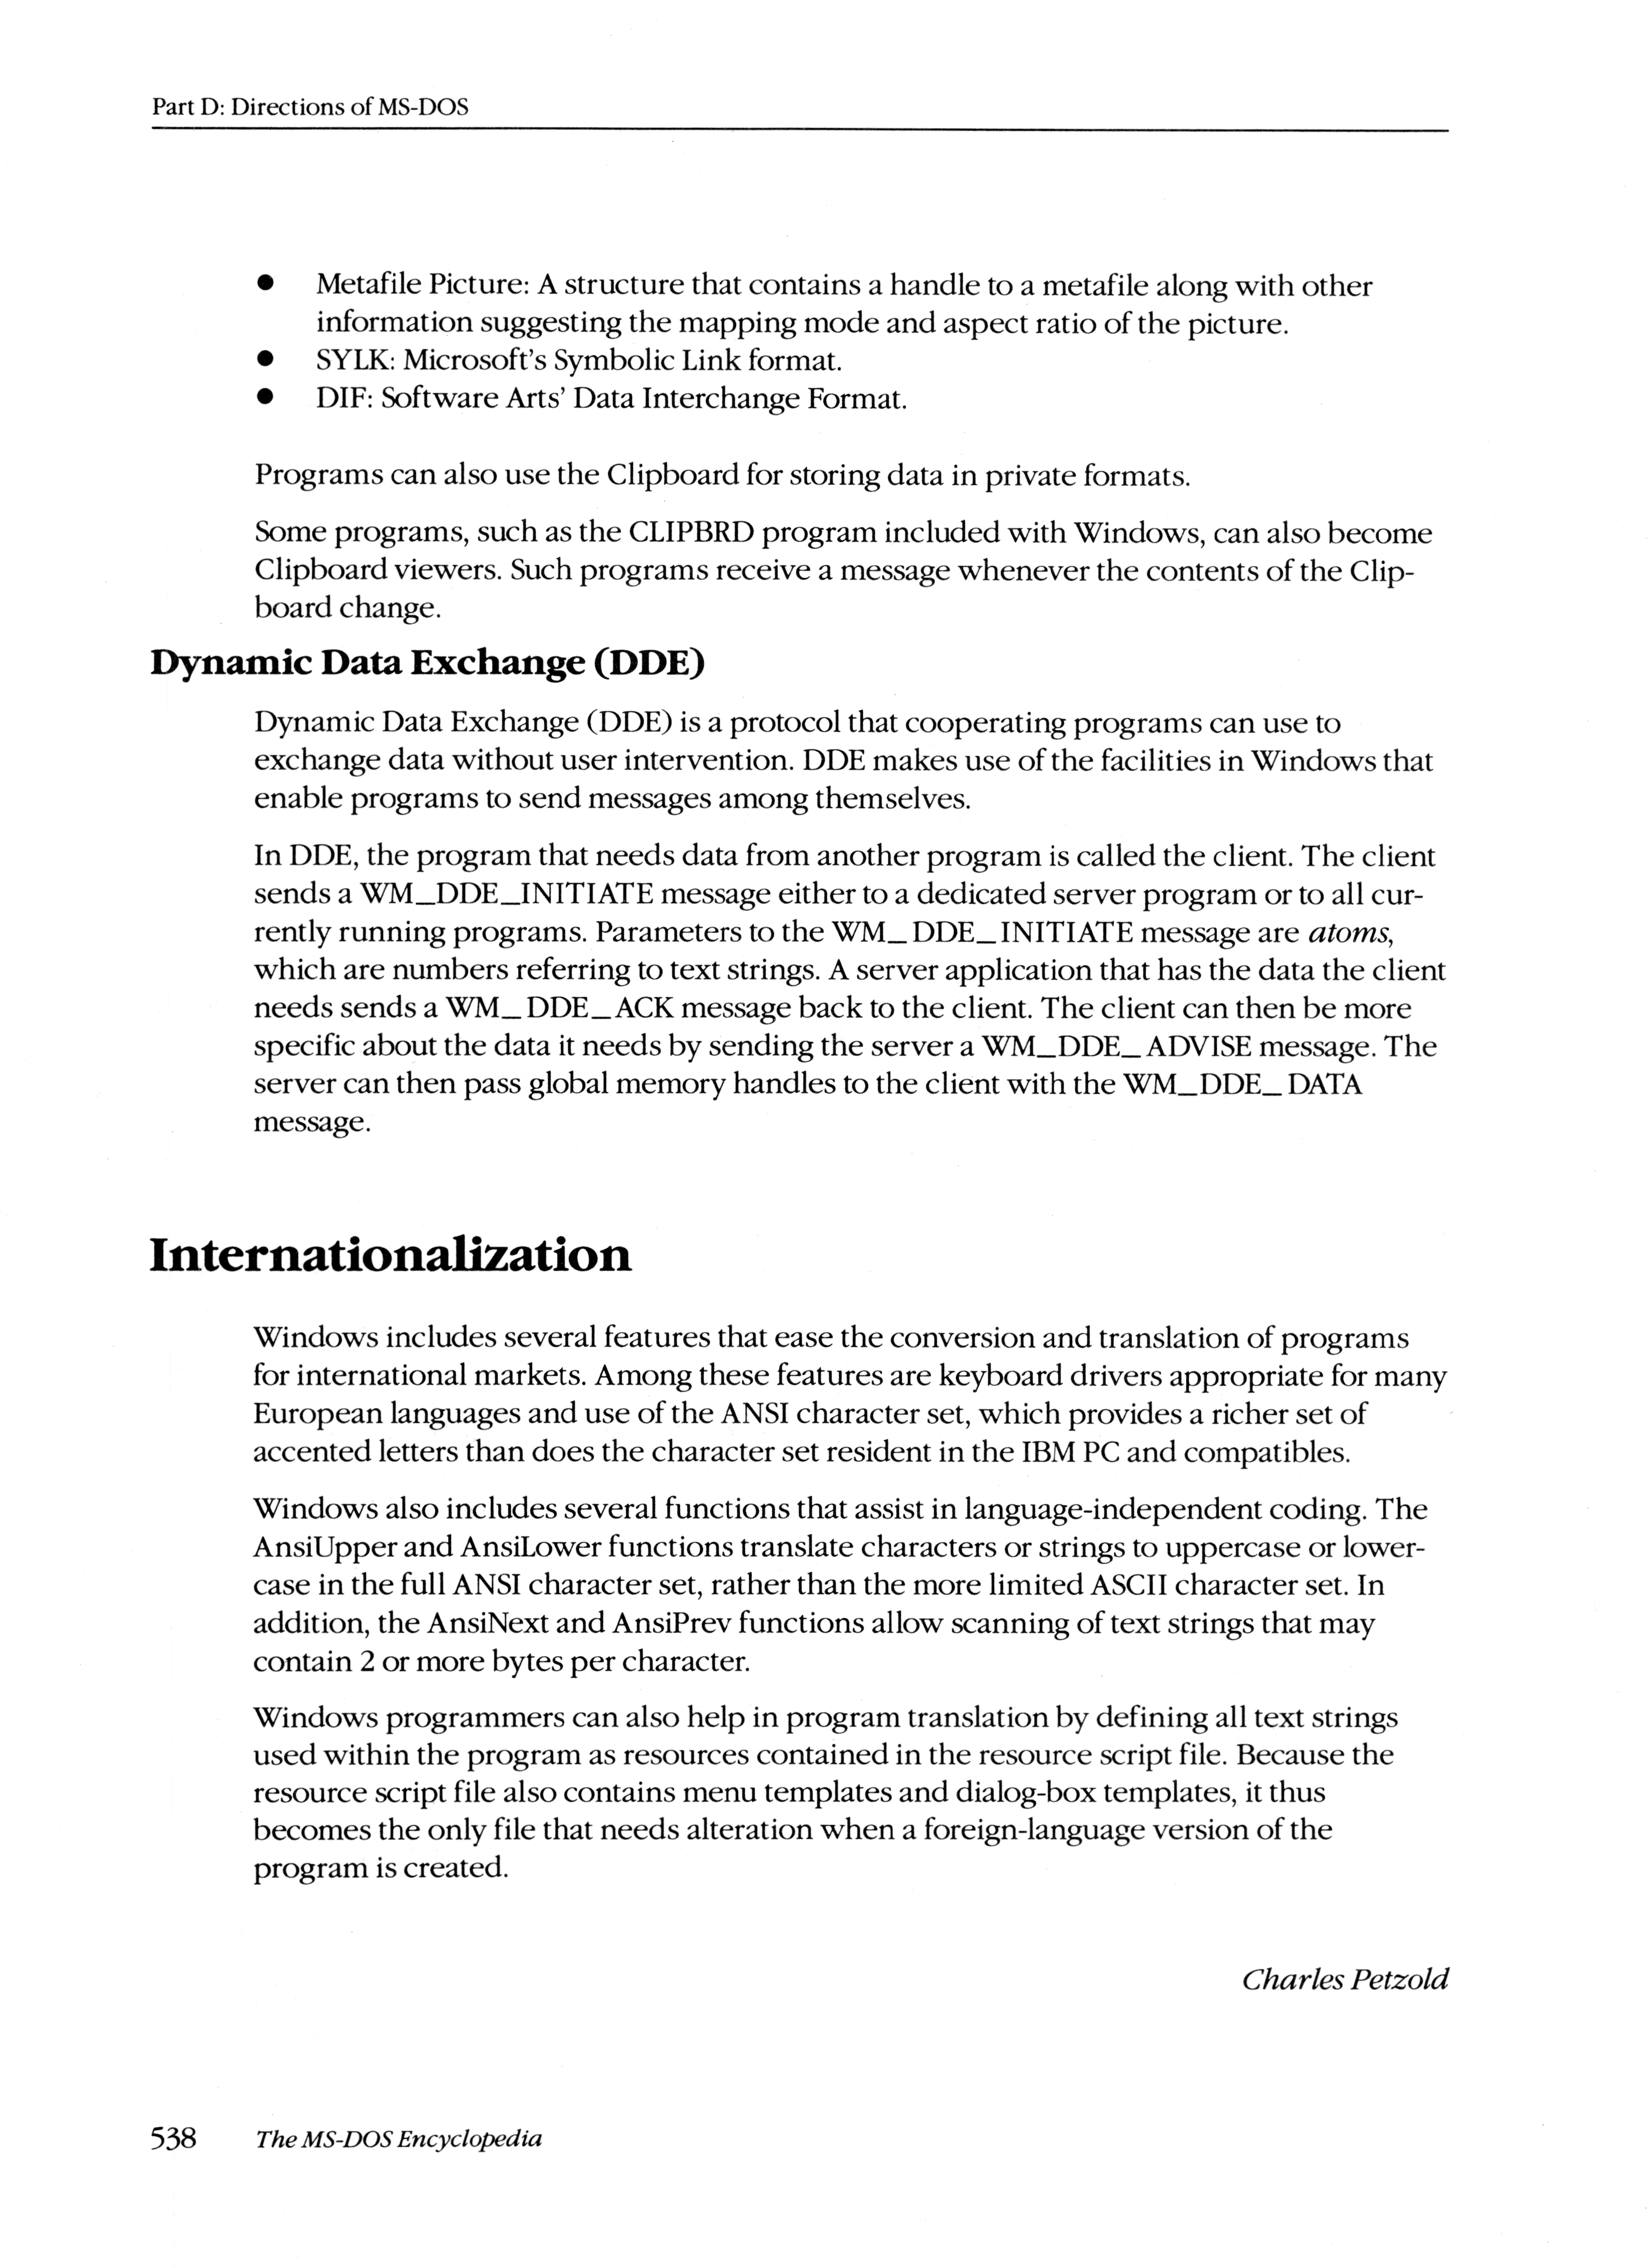 Part D: Directions of MS-DOS
● Metafile Picture: A structure that contains a handle to a metafile along with other
information suggesting the mapping mode and aspect ratio of the picture.
● SYLK: Microsoft's Symbolic Link format.
● DIF: Software Arts' Data Interchange Format.
Programs can also use the Clipboard for storing data in private formats.
Some programs, such as the CLIPBRD program included with Windows, can also become
Clipboard viewers. Such programs receive a message whenever the contents of the Clip-
board change.
Dynamic Data Exchange (DDE)
Dynamic Data Exchange (DDE) is a protocol that cooperating programs can use to
exchange data without user intervention. DDE makes use of the facilities in Windows that
enable programs to send messages among themselves.
In DDE, the program that needs data from another program is called the client. The client
sends a WM_DDE_INITIATE message either to a dedicated server program or to all cur-
rently running programs. Parameters to the WM_DDE_INITIATE message are atoms,
which are numbers referring to text strings. A server application that has the data the client
needs sends a WM_DDE_ACK message back to the client. The client can then be more
specific about the data it needs by sending the server a WM_DDE_ADVISE message. The
server can then pass global memory handles to the client with the WM_DDE_DATA
message.
Internationalization
Windows includes several features that ease the conversion and translation of programs
for international markets. Among these features are keyboard drivers appropriate for many
European languages and use of the ANSI character set, which provides a richer set of
accented letters than does the character set resident in the IBM PC and compatibles.
Windows also includes several functions that assist in language-independent coding. The
AnsiUpper and AnsiLower functions translate characters or strings to uppercase or lower-
case in the full ANSI character set, rather than the more limited ASCII character set. In
addition, the AnsiNext and AnsiPrev functions allow scanning of text strings that may
contain 2 or more bytes per character.
Windows programmers can also help in program translation by defining all text strings
used within the program as resources contained in the resource script file. Because the
resource script file also contains menu templates and dialog-box templates, it thus
becomes the only file that needs alteration when a foreign-language version of the
program is created.
Charles Petzold
538 The MS-DOS Encyclopedia